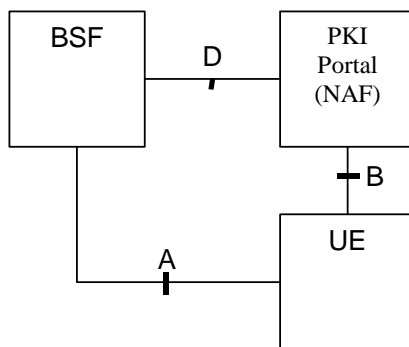 BSF
PKI
Portal
(NAF)
D
B
UE
A